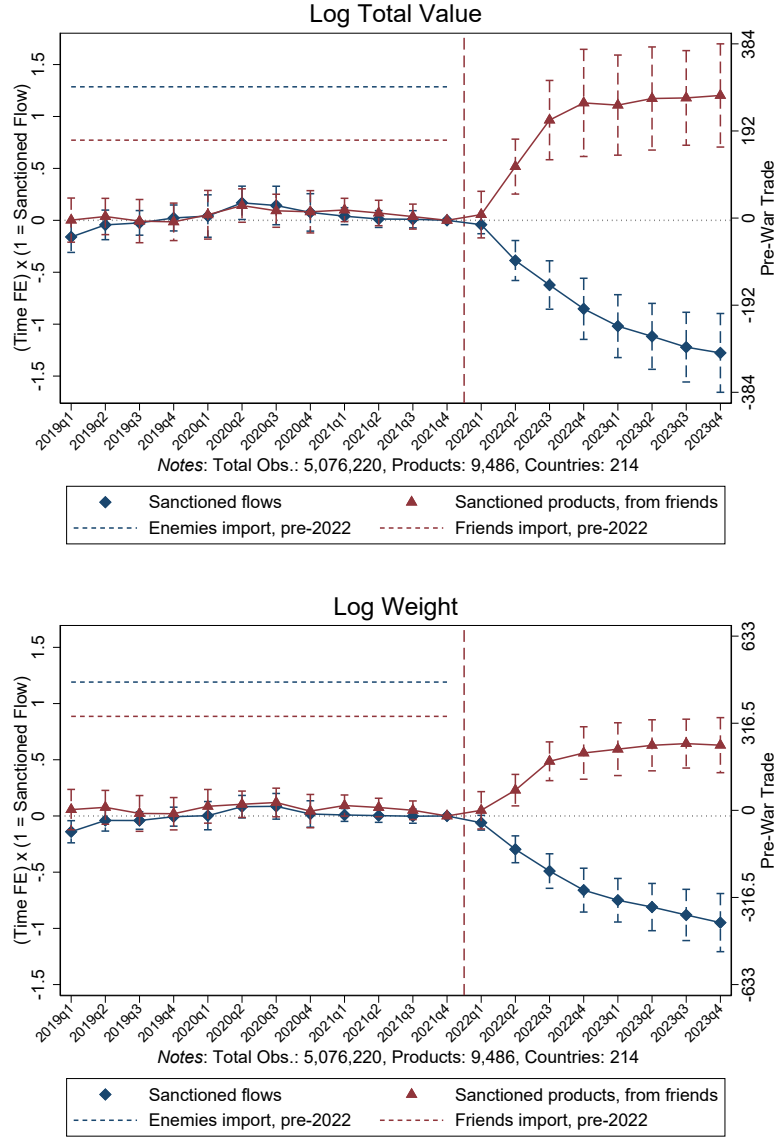 Log Total Value
(Time FE) x (1 = Sanctioned Flow)
1.5
1
.5
0
-.5
-1
-1.5
384
192
0
-192
-384
Pre-War Trade
2019q1
2019q2
2019q3
2019q4
2020q1
2020q2
2020q3
2020q4
2021q1
2021q2
2021q3
2021q4
2022q1
2022q2
2022q3
2022q4
2023q1
2023q2
2023q3
2023q4
Notes: Total Obs.: 5,076,220, Products: 9,486, Countries: 214
Sanctioned flows
Sanctioned products, from friends
Enemies import, pre-2022
Friends import, pre-2022
Log Weight
(Time FE) x (1 = Sanctioned Flow)
1.5
1
.5
0
-.5
-1
-1.5
633
316.5
0
-316.5
-633
Pre-War Trade
2019q1
2019q2
2019q3
2019q4
2020q1
2020q2
2020q3
2020q4
2021q1
2021q2
2021q3
2021q4
2022q1
2022q2
2022q3
2022q4
2023q1
2023q2
2023q3
2023q4
Notes: Total Obs.: 5,076,220, Products: 9,486, Countries: 214
Sanctioned flows
Sanctioned products, from friends
Enemies import, pre-2022
Friends import, pre-2022